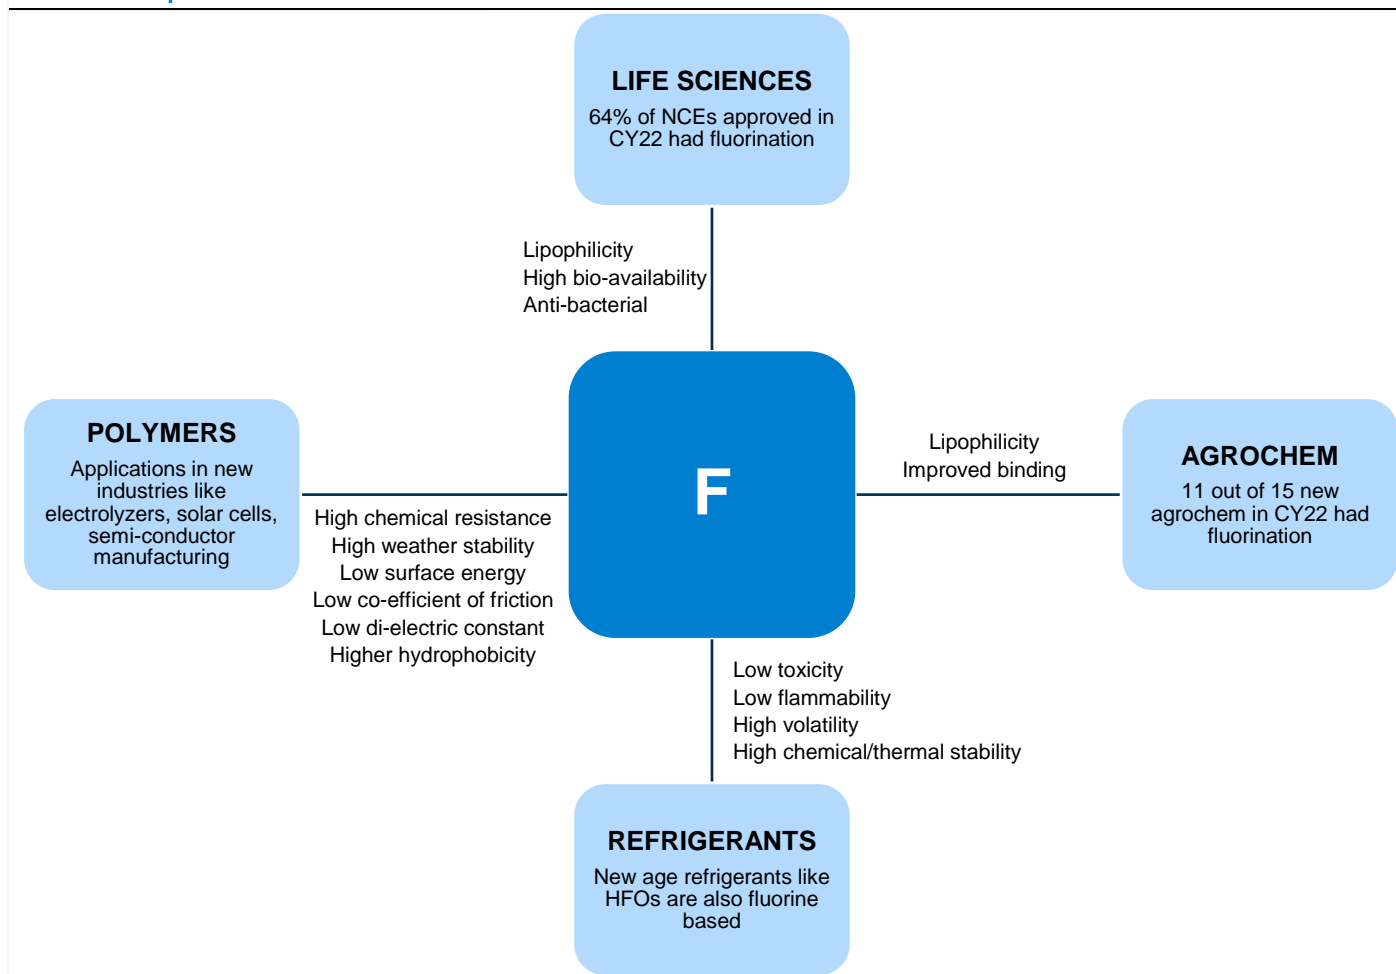 LIFE SCIENCES
64% of NCEs approved in
CY22 had fluorination
Lipophilicity
High bio-availability
Anti-bacterial
POLYMERS
Applications in new
industries like
electrolyzers, solar cells,
semi-conductor
manufacturing
High chemical resistance
High weather stability
Low surface energy
Low co-efficient of friction
Low di-electric constant
Higher hydrophobicity
F
Lipophilicity
Improved binding
AGROCHEM
11 out of 15 new
agrochem in CY22 had
fluorination
Low toxicity
Low flammability
High volatility
High chemical/thermal stability
REFRIGERANTS
New age refrigerants like
HFOs are also fluorine
based